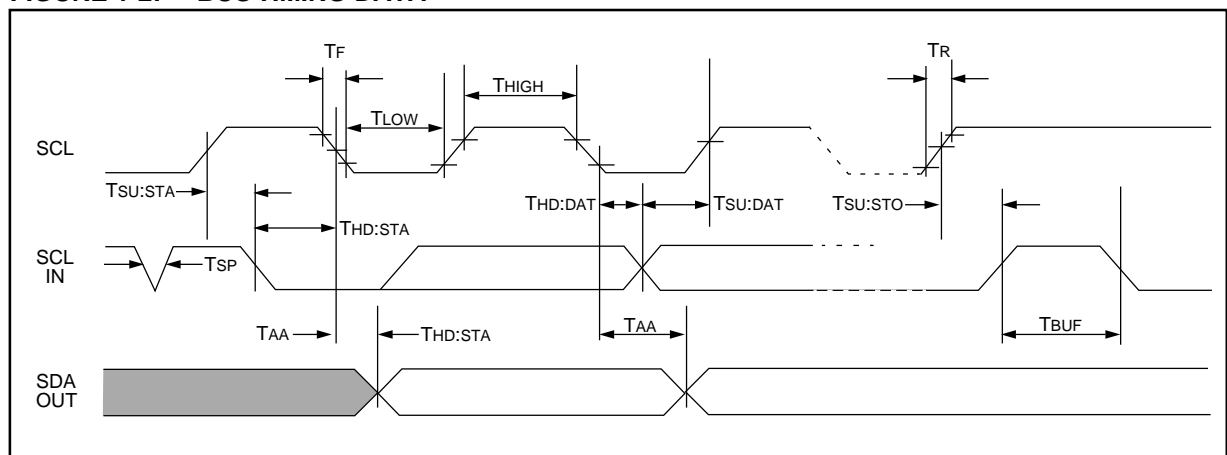 TF
TR
THIGH
TLOW
SCL
TSU:STA
THD:DAT
TSU:DAT
TSU:STO
THD:STA
SCL
IN
TSP
TAA
THD:STA
TAA
TBUF
SDA
OUT